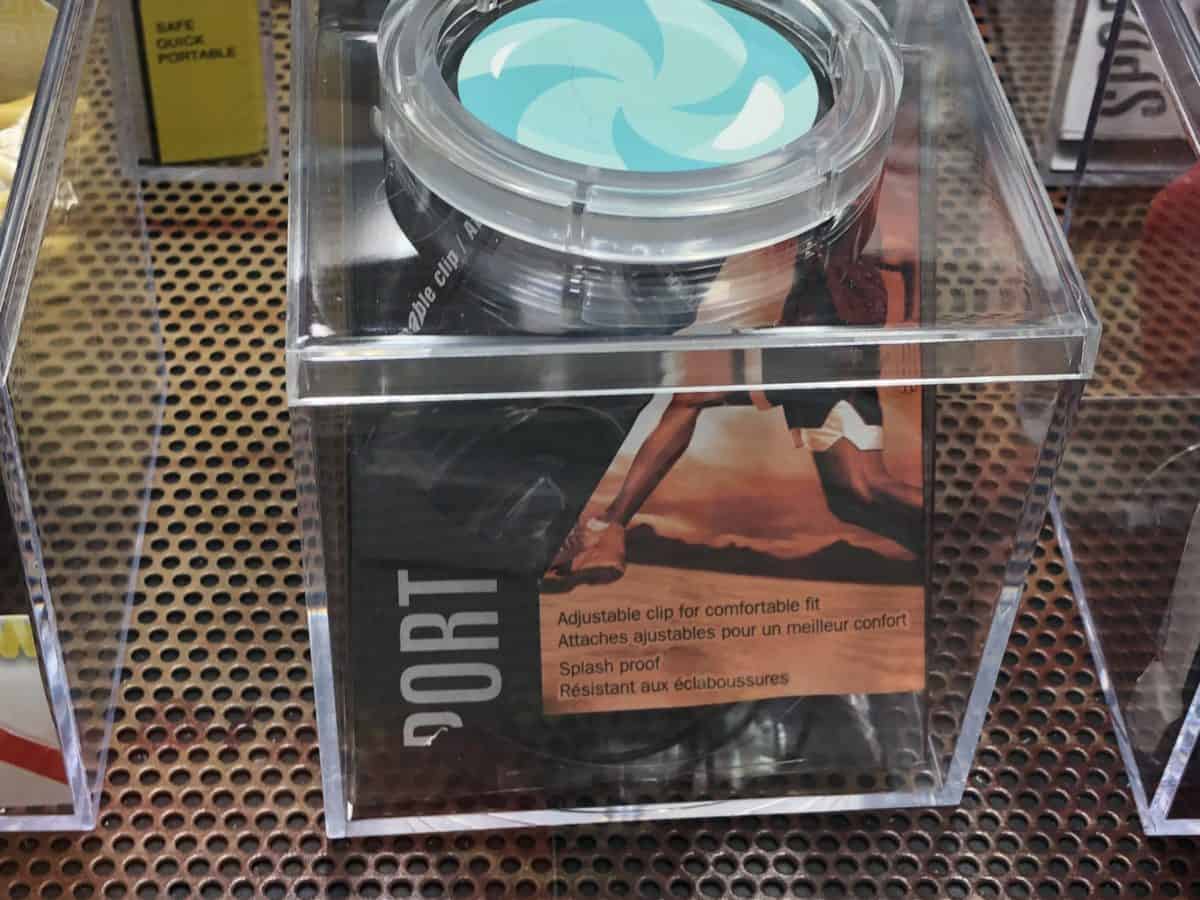 SAFE
QUICK
PORTABLE
able clip /
PORT
Adjustable clip for comfortable fit
Attaches ajustables pour un meilleur confort
Splash proof
Résistant aux éclaboussures